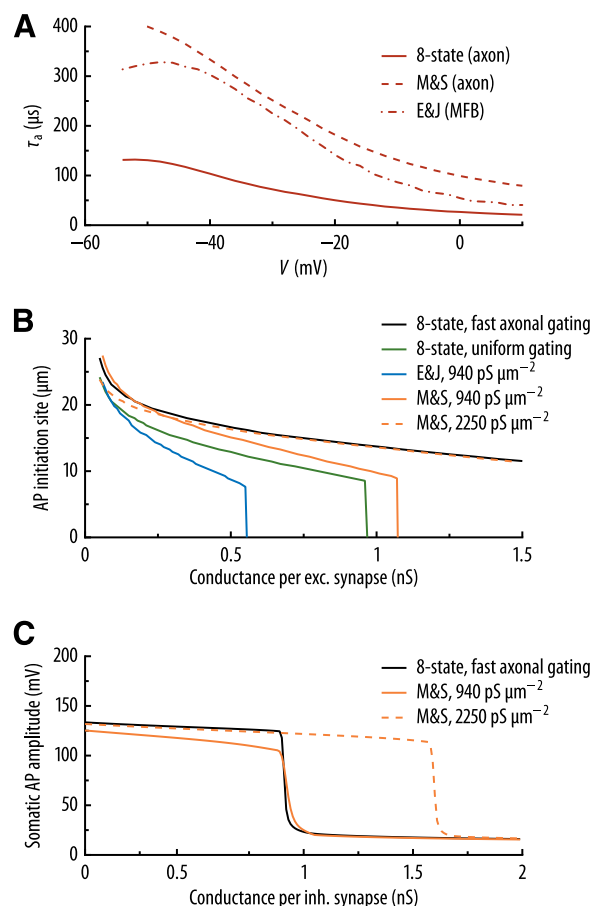 A
400
300
200
100
0
τa (µs)
−60
−40
−20
0
V (mV)
8-state (axon)
M&S (axon)
E&J (MFB)
B
30
20
10
0
AP initiation site (µm)
0
0.5
1
1.5
Conductance per exc. synapse (nS)
8-state, fast axonal gating
8-state, uniform gating
E&J, 940 pS µm−2
M&S, 940 pS µm−2
M&S, 2250 pS µm−2
C
200
150
100
50
0
Somatic AP amplitude (mV)
0
0.5
1
1.5
2
Conductance per inh. synapse (nS)
8-state, fast axonal gating
M&S, 940 pS µm−2
M&S, 2250 pS µm−2